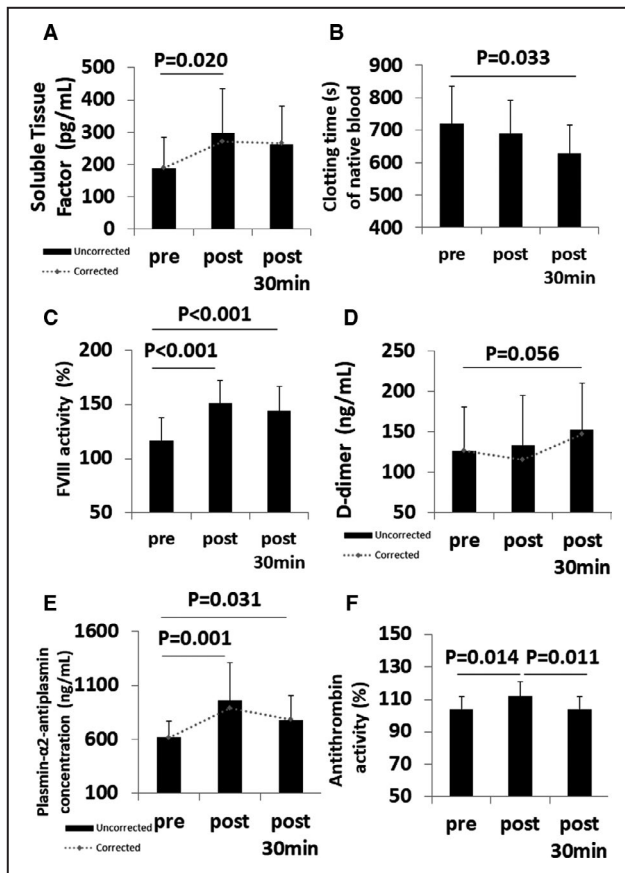 A
P=0.020
Soluble Tissue
Factor (pg/mL)
500
400
300
200
100
0
pre
post
post
30min
Uncorrected
Corrected
B
P=0.033
Clotting time (s)
of native blood
900
800
700
600
500
400
pre
post
post
30min
C
P<0.001
P<0.001
FVIII activity (%)
200
150
100
50
pre
post
post
30min
D
P=0.056
D-dimer (ng/mL)
250
200
150
100
50
pre
post
post
30min
Uncorrected
Corrected
E
P=0.031
P=0.001
Plasmin-α2-antiplasmin
concentration (ng/mL)
1600
1100
600
100
pre
post
post
30min
Uncorrected
Corrected
F
P=0.014
P=0.011
Antithrombin
activity (%)
150
130
110
90
70
50
pre
post
post
30min